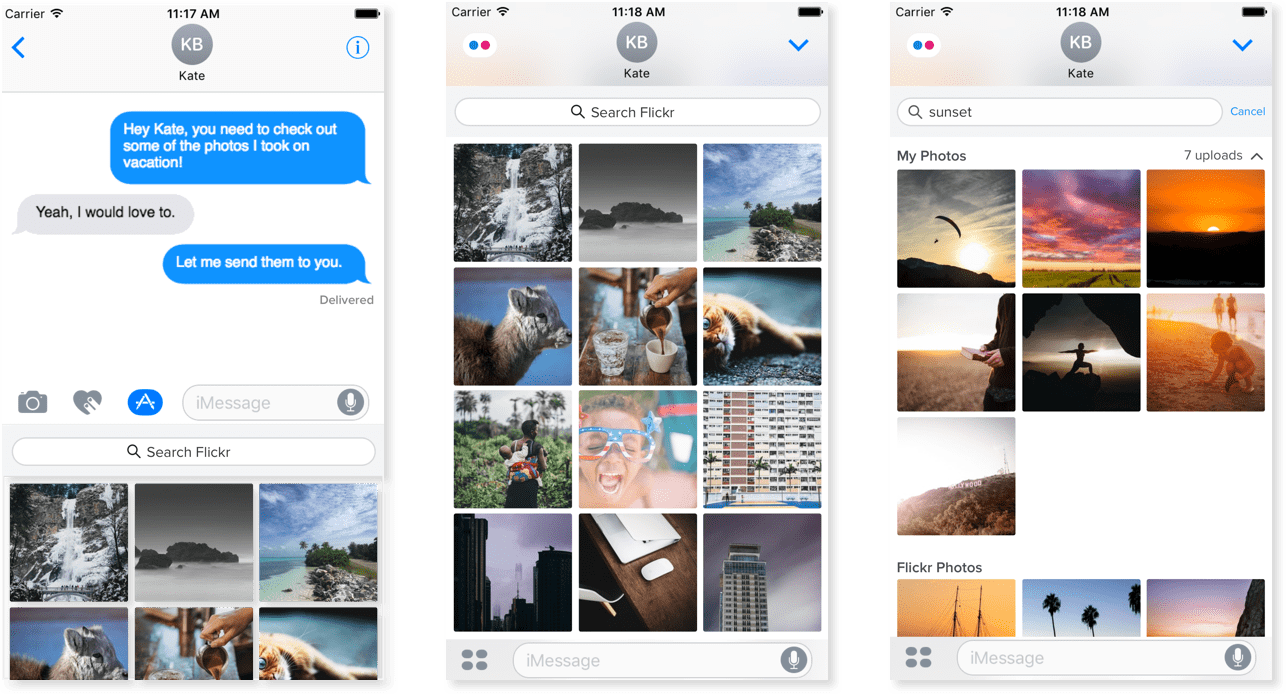 Carrier
11:17 AM
KB
Kate
i
Hey Kate, you need to check out
some of the photos I took on
vacation!
Yeah, I would love to.
Let me send them to you.
Delivered
iMessage
Search Flickr
Carrier
11:18 AM
KB
Kate
Search Flickr
iMessage
Carrier
11:18 AM
KB
Kate
sunset
Cancel
My Photos
7 uploads
HOLLYWOOD
Flickr Photos
iMessage